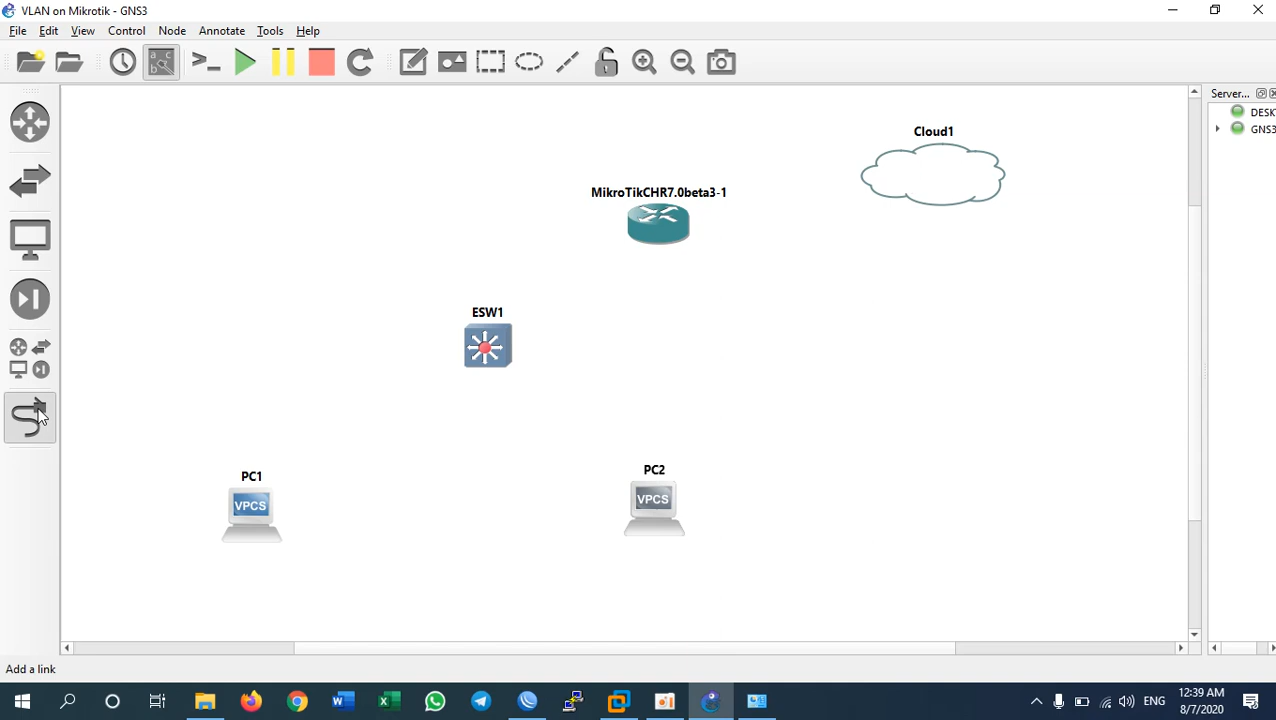 VLAN on Mikrotik - GNS3
File Edit View Control Node Annotate Tools Help
Server...
DESKT
GNS3
Cloud1
MikroTikCHR7.0beta3-1
ESW1
PC1
VPCS
PC2
VPCS
Add a link
ENG
12:39 AM
8/7/2020